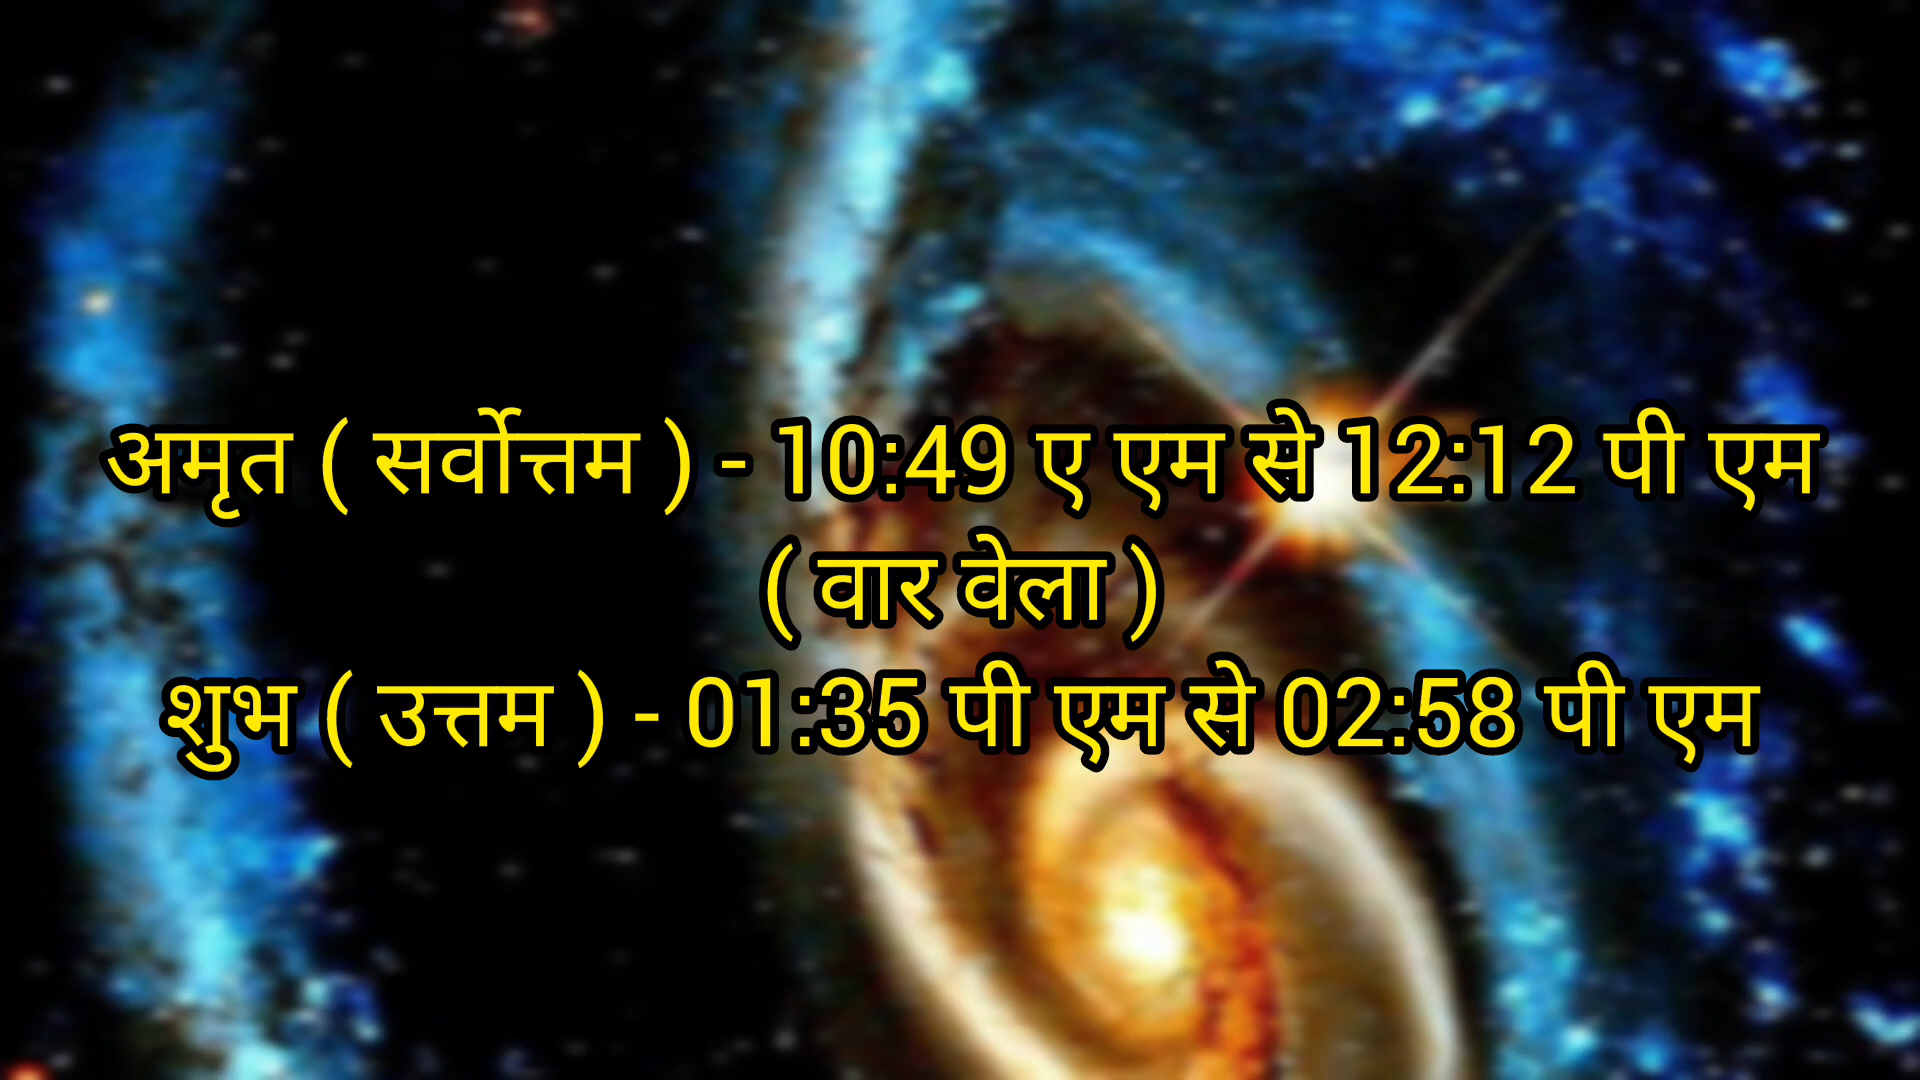 अमृत ( सर्वोत्तम ) - 10:49 ए एम से 12:12 पी एम
( वार वेला )
शुभ ( उत्तम ) - 01:35 पी एम से 02:58 पी एम